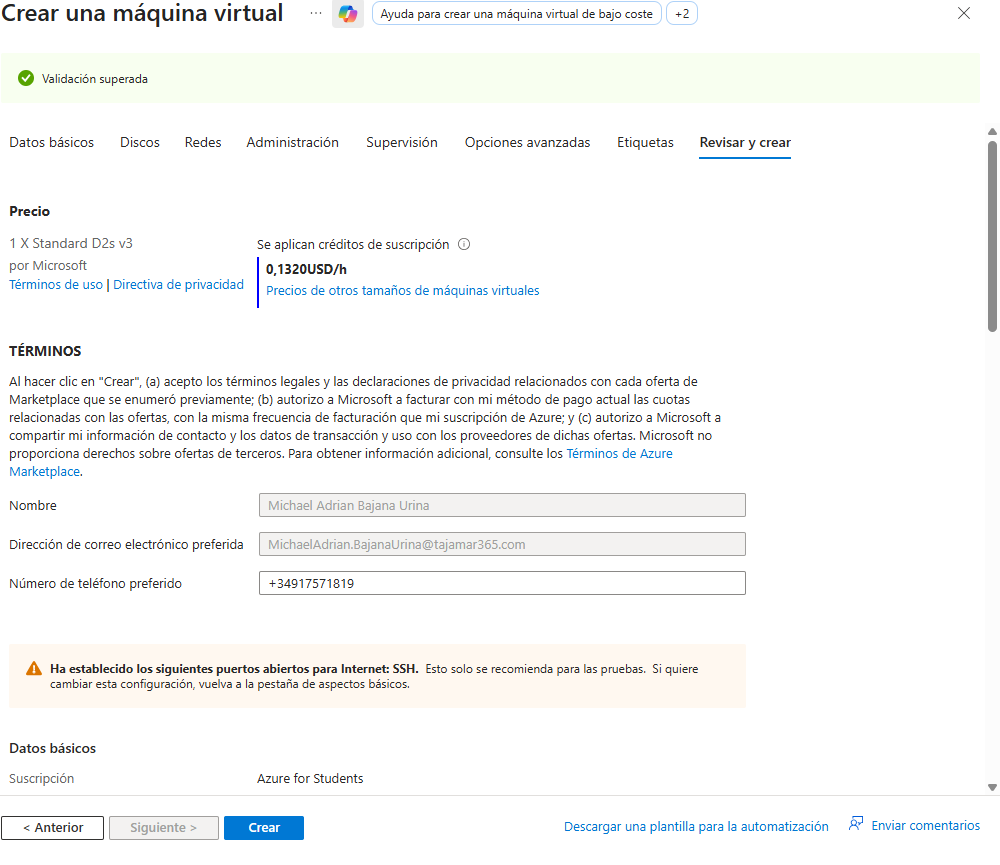 Crear una máquina virtual ... Ayuda para crear una máquina virtual de bajo coste +2
Validación superada
Datos básicos Discos Redes Administración Supervisión Opciones avanzadas Etiquetas Revisar y crear
Precio
1 X Standard D2s v3
por Microsoft
Términos de uso | Directiva de privacidad
Se aplican créditos de suscripción
0,1320USD/h
Precios de otros tamaños de máquinas virtuales
TÉRMINOS
Al hacer clic en "Crear", (a) acepto los términos legales y las declaraciones de privacidad relacionados con cada oferta de
Marketplace que se enumeró previamente; (b) autorizo a Microsoft a facturar con mi método de pago actual las cuotas
relacionadas con las ofertas, con la misma frecuencia de facturación que mi suscripción de Azure; y (c) autorizo a Microsoft a
compartir mi información de contacto y los datos de transacción y uso con los proveedores de dichas ofertas. Microsoft no
proporciona derechos sobre ofertas de terceros. Para obtener información adicional, consulte los Términos de Azure
Marketplace.
Nombre Michael Adrian Bajana Urina
Dirección de correo electrónico preferida MichaelAdrian.BajanaUrina@tajamar365.com
Número de teléfono preferido +34917571819
Ha establecido los siguientes puertos abiertos para Internet: SSH. Esto solo se recomienda para las pruebas. Si quiere
cambiar esta configuración, vuelva a la pestaña de aspectos básicos.
Datos básicos
Suscripción Azure for Students
< Anterior Siguiente > Crear Descargar una plantilla para la automatización Enviar comentarios